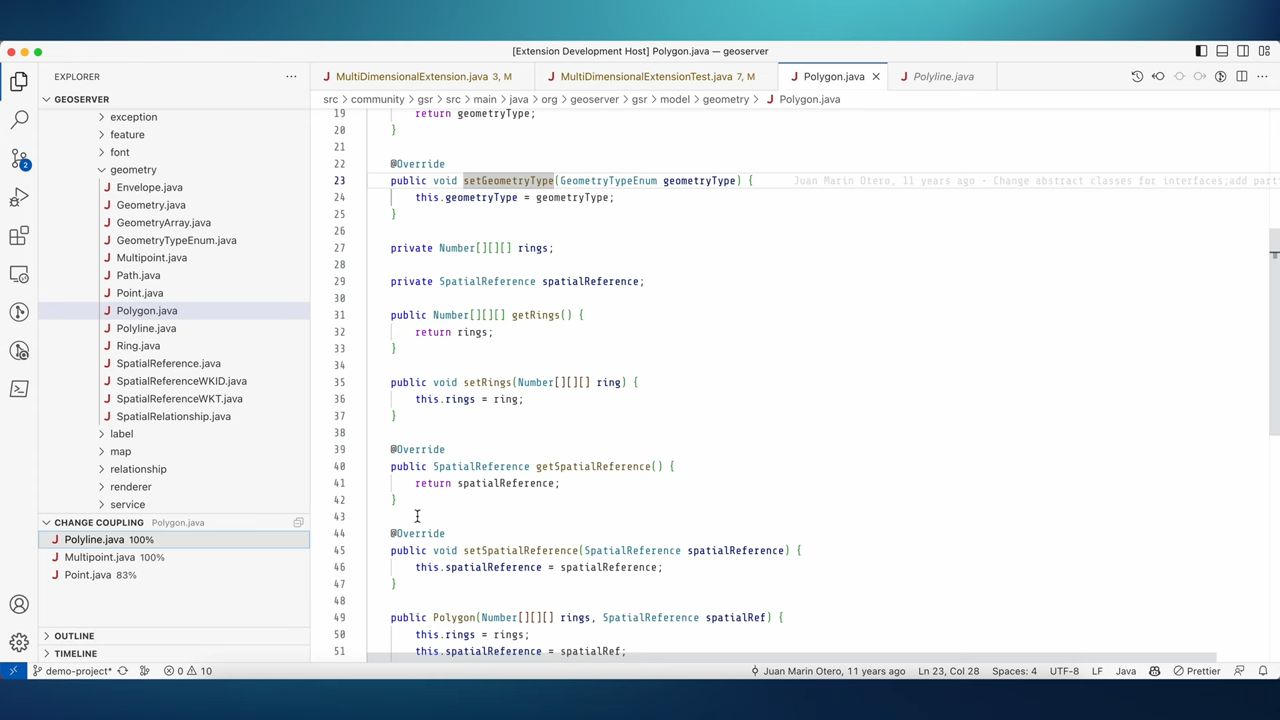 [Extension Development Host] Polygon.java — geoserver
EXPLORER
GEOSERVER
exception
feature
font
geometry
Envelope.java
Geometry.java
GeometryArray.java
GeometryTypeEnum.java
Multipoint.java
Path.java
Point.java
Polygon.java
Polyline.java
Ring.java
SpatialReference.java
SpatialReferenceWKID.java
SpatialReferenceWKT.java
SpatialRelationship.java
label
map
relationship
renderer
service
CHANGE COUPLING Polygon.java
Polyline.java 100%
Multipoint.java 100%
Point.java 83%
OUTLINE
TIMELINE
2
MultiDimensionalExtension.java 3, M
MultiDimensionalExtensionTest.java 7, M
Polygon.java
Polyline.java
src > community > gsr > src > main > java > org > geoserver > gsr > model > geometry > Polygon.java
19 return geometryType;
20 }
21
22 @Override
23 public void setGeometryType(GeometryTypeEnum geometryType) { Juan Marin Otero, 11 years ago - Change abstract classes for interfaces;add part
24 this.geometryType = geometryType;
25 }
26
27 private Number[][][] rings;
28
29 private SpatialReference spatialReference;
30
31 public Number[][][] getRings() {
32 return rings;
33 }
34
35 public void setRings(Number[][][] ring) {
36 this.rings = ring;
37 }
38
39 @Override
40 public SpatialReference getSpatialReference() {
41 return spatialReference;
42 }
43
44 @Override
45 public void setSpatialReference(SpatialReference spatialReference) {
46 this.spatialReference = spatialReference;
47 }
48
49 public Polygon(Number[][][] rings, SpatialReference spatialRef) {
50 this.rings = rings;
51 this.spatialReference = spatialRef;
demo-project* 0 10 Juan Marin Otero, 11 years ago Ln 23, Col 28 Spaces: 4 UTF-8 LF Java Prettier